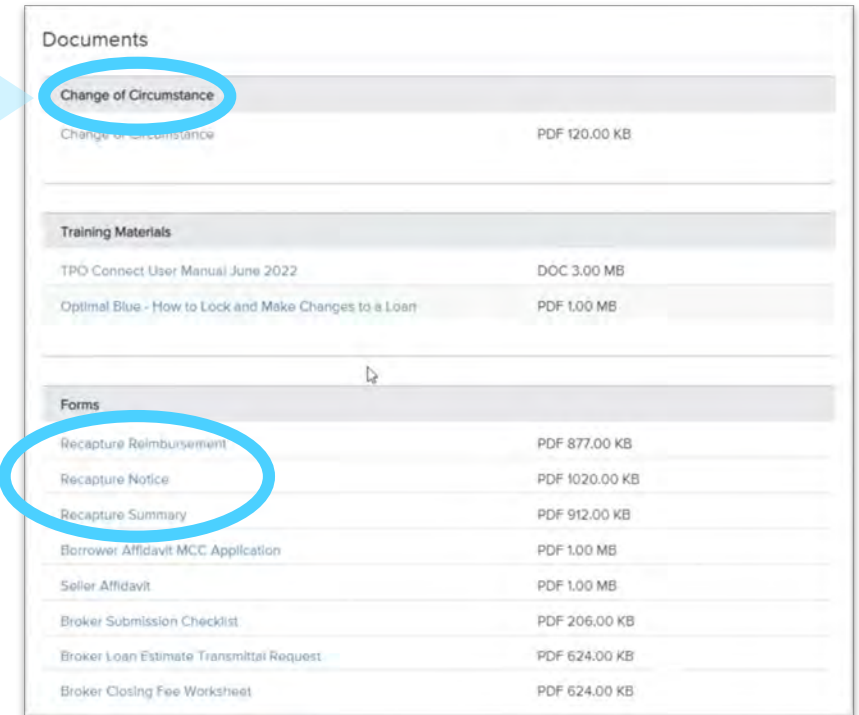 Documents
Change of Circumstance
Change of Circumstance PDF 120.00 KB
Training Materials
TPO Connect User Manual June 2022 DOC 3.00 MB
Optimal Blue - How to Lock and Make Changes to a Loan PDF 1.00 MB
Forms
Recapture Reimbursement PDF 877.00 KB
Recapture Notice PDF 1020.00 KB
Recapture Summary PDF 912.00 KB
Borrower Affidavit MCC Application PDF 1.00 MB
Seller Affidavit PDF 1.00 MB
Broker Submission Checklist PDF 206.00 KB
Broker Loan Estimate Transmittal Request PDF 624.00 KB
Broker Closing Fee Worksheet PDF 624.00 KB